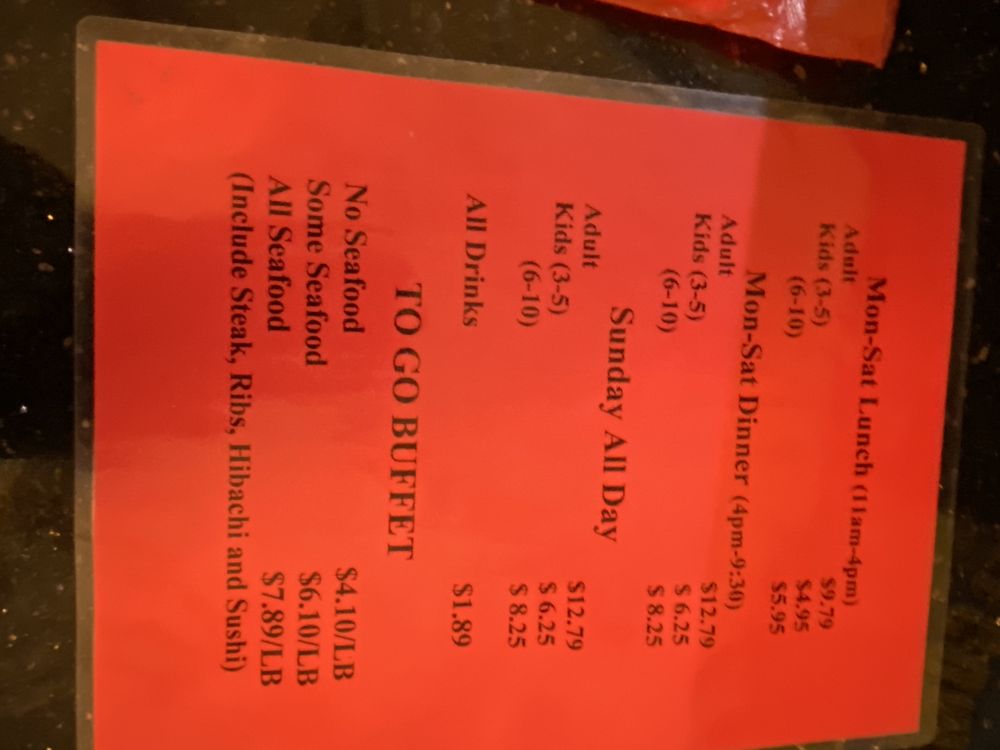 Mon-Sat Lunch (11am-4pm)
Adult $9.79
Kids (3-5) $4.95
(6-10) $5.95
Mon-Sat Dinner (4pm-9:30)
Adult $12.79
Kids (3-5) $ 6.25
(6-10) $ 8.25
Sunday All Day
Adult $12.79
Kids (3-5) $ 6.25
(6-10) $ 8.25
All Drinks $1.89
TO GO BUFFET
No Seafood $4.10/LB
Some Seafood $6.10/LB
All Seafood $7.89/LB
(Include Steak, Ribs, Hibachi and Sushi)